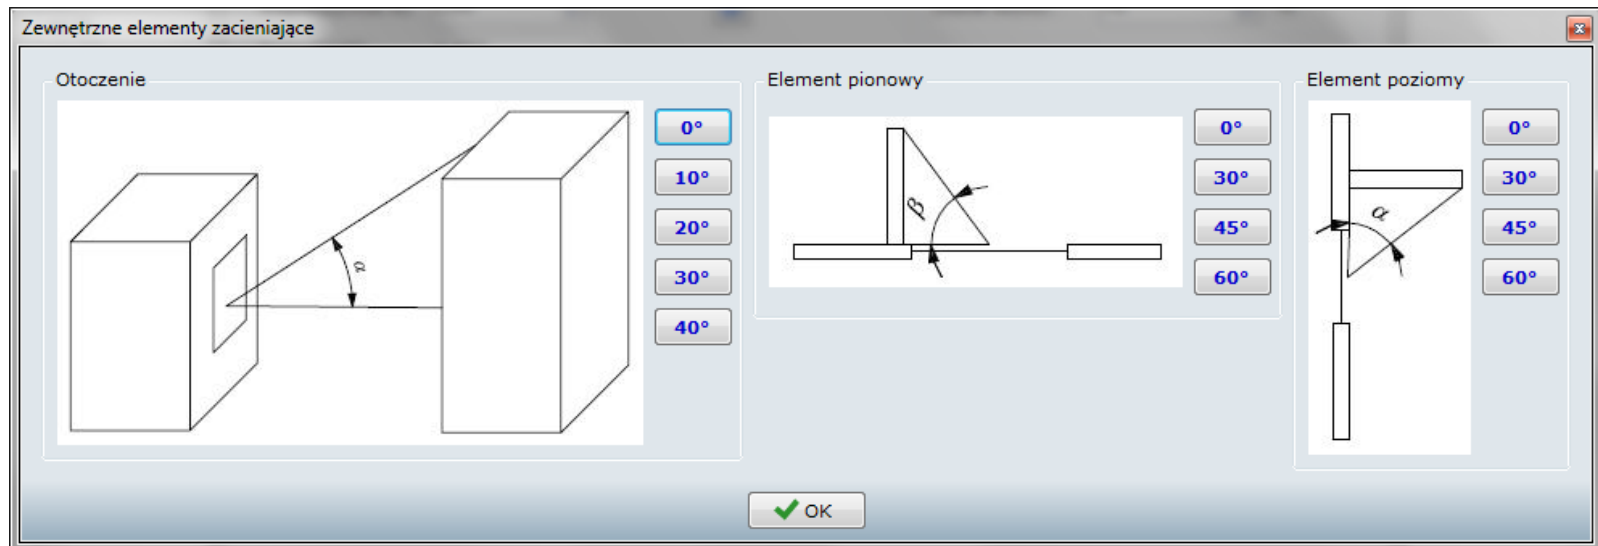 Zewnętrzne elementy zacieniające
Otoczenie
α
0°
10°
20°
30°
40°
Element pionowy
β
0°
30°
45°
60°
Element poziomy
α
0°
30°
45°
60°
OK